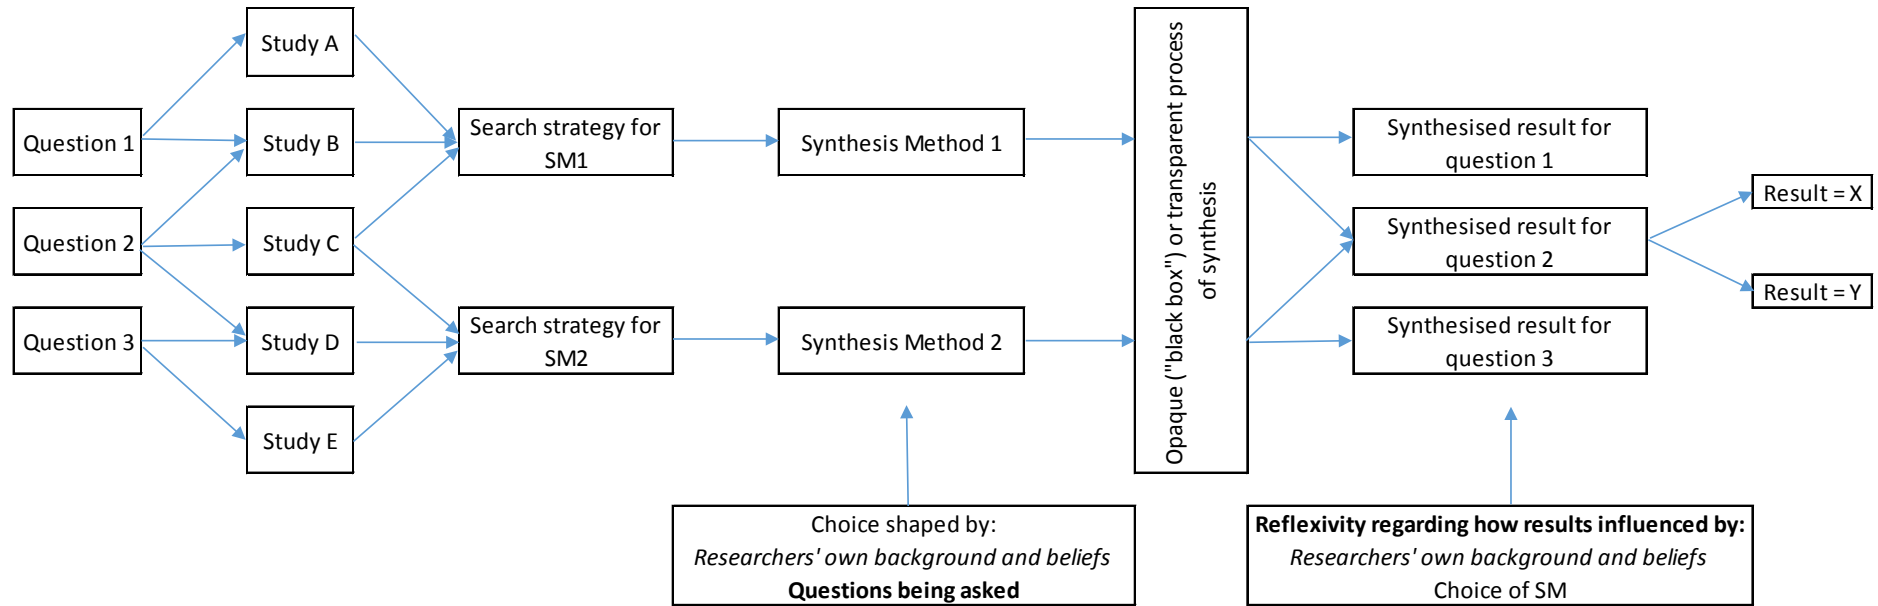 Study A
Study B
Study C
Study D
Study E
Question 1
Question 2
Question 3
Search strategy for
SM1
Search strategy for
SM2
Synthesis Method 1
Synthesis Method 2
Opaque ("black box") or transparent process
of synthesis
Synthesised result for
question 1
Synthesised result for
question 2
Synthesised result for
question 3
Result = X
Result = Y
Choice shaped by:
Researchers' own background and beliefs
Questions being asked
Reflexivity regarding how results influenced by:
Researchers' own background and beliefs
Choice of SM